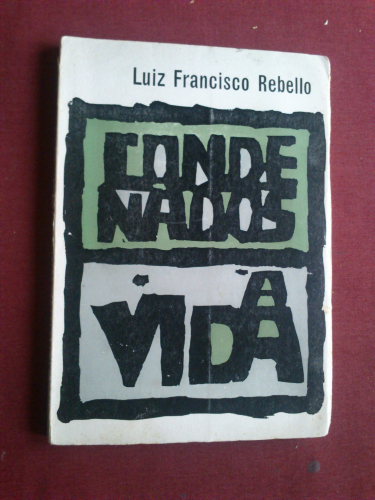 Luiz Francisco Rebello
CONDE
NADOS
À
VIDA